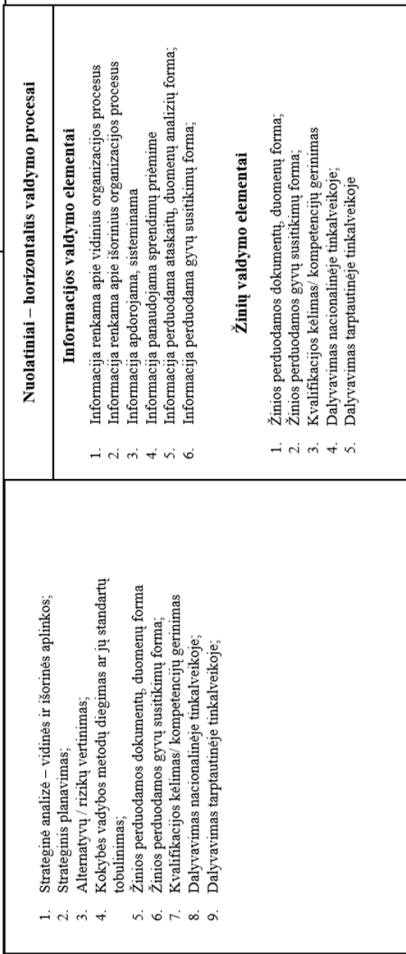 1. Strateginė analizė – vidinės ir išorinės aplinkos;
2. Strateginis planavimas;
3. Alternatyvų / rizikų vertinimas;
4. Kokybės vadybos metodų diegimas ar jų standartų
tobulinimas;
5. Žinios perduodamos dokumentų, duomenų forma
6. Žinios perduodamos gyvų susitikimų forma;
7. Kvalifikacijos kėlimas/ kompetencijų gerinimas
8. Dalyvavimas nacionalinėje tinkalveikoje;
9. Dalyvavimas tarptautinėje tinkalveikoje;
Nuolatiniai – horizontalūs valdymo procesai
Informacijos valdymo elementai
1. Informacija renkama apie vidinius organizacijos procesus
2. Informacija renkama apie išorinius organizacijos procesus
3. Informacija apdorojama, sisteminama
4. Informacija panaudojama sprendimų priėmime
5. Informacija perduodama ataskaitų, duomenų analizių forma;
6. Informacija perduodama gyvų susitikimų forma;
Žinių valdymo elementai
1. Žinios perduodamos dokumentų, duomenų forma;
2. Žinios perduodamos gyvų susitikimų forma;
3. Kvalifikacijos kėlimas/ kompetencijų gerinimas
4. Dalyvavimas nacionalinėje tinkalveikoje;
5. Dalyvavimas tarptautinėje tinkalveikoje